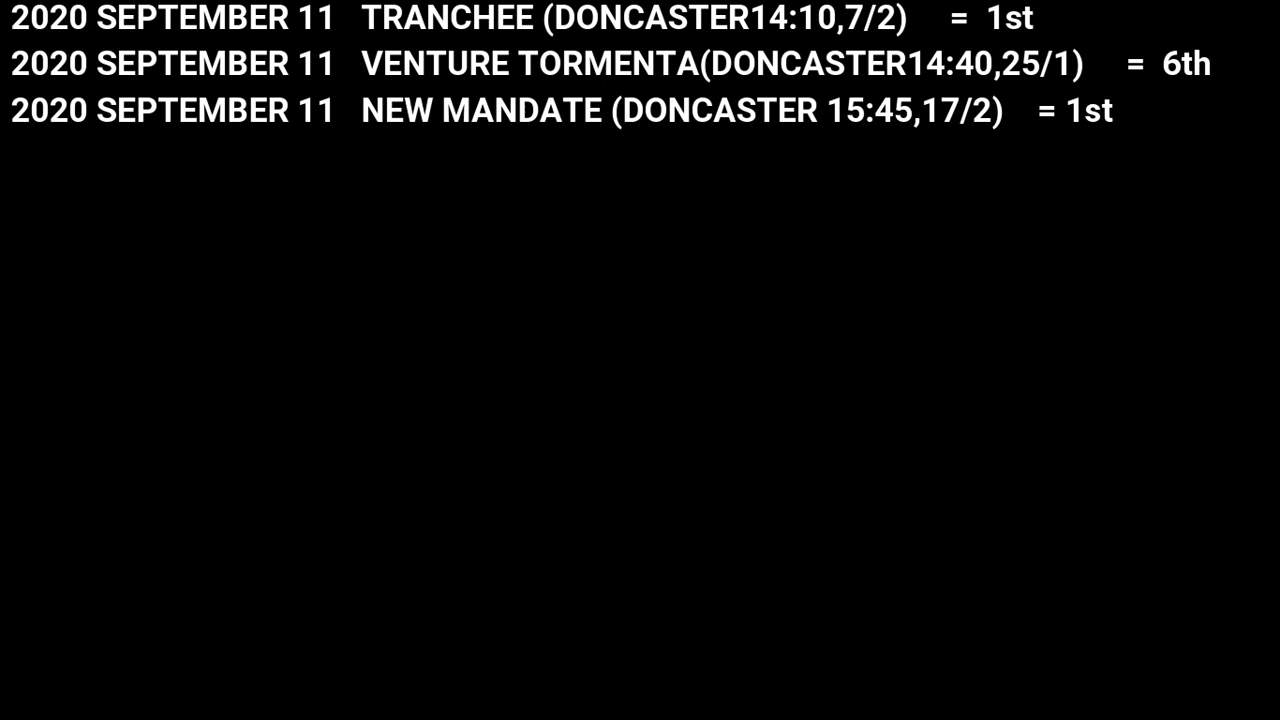 2020 SEPTEMBER 11 TRANCHEE (DONCASTER14:10,7/2) = 1st
2020 SEPTEMBER 11 VENTURE TORMENTA(DONCASTER14:40,25/1) = 6th
2020 SEPTEMBER 11 NEW MANDATE (DONCASTER 15:45,17/2) = 1st